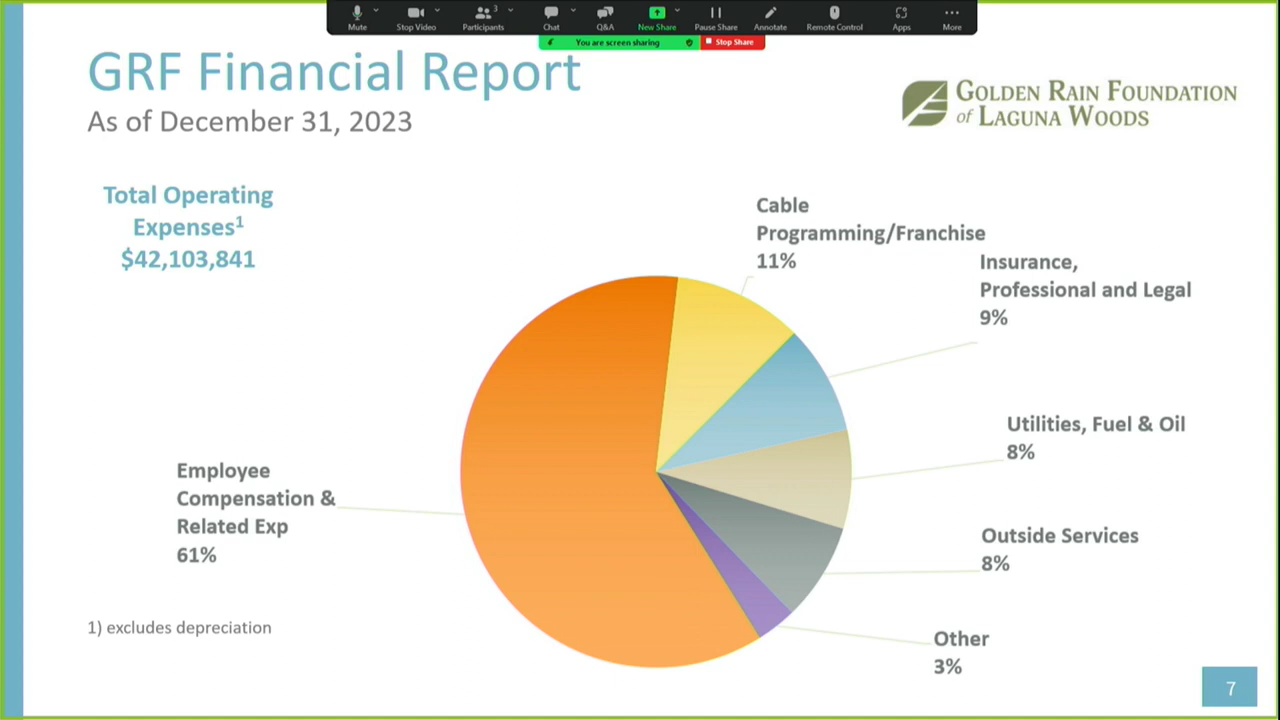 Mute
Stop Video
Participants
3
Chat
Q&A
New Share
Pause Share
Annotate
Remote Control
Apps
More
You are screen sharing
Stop Share
GRF Financial Report
As of December 31, 2023
GOLDEN RAIN FOUNDATION
of LAGUNA WOODS
Total Operating
Expenses1
$42,103,841
Cable
Programming/Franchise
11%
Insurance,
Professional and Legal
9%
Utilities, Fuel & Oil
8%
Employee
Compensation &
Related Exp
61%
Outside Services
8%
Other
3%
1) excludes depreciation
7